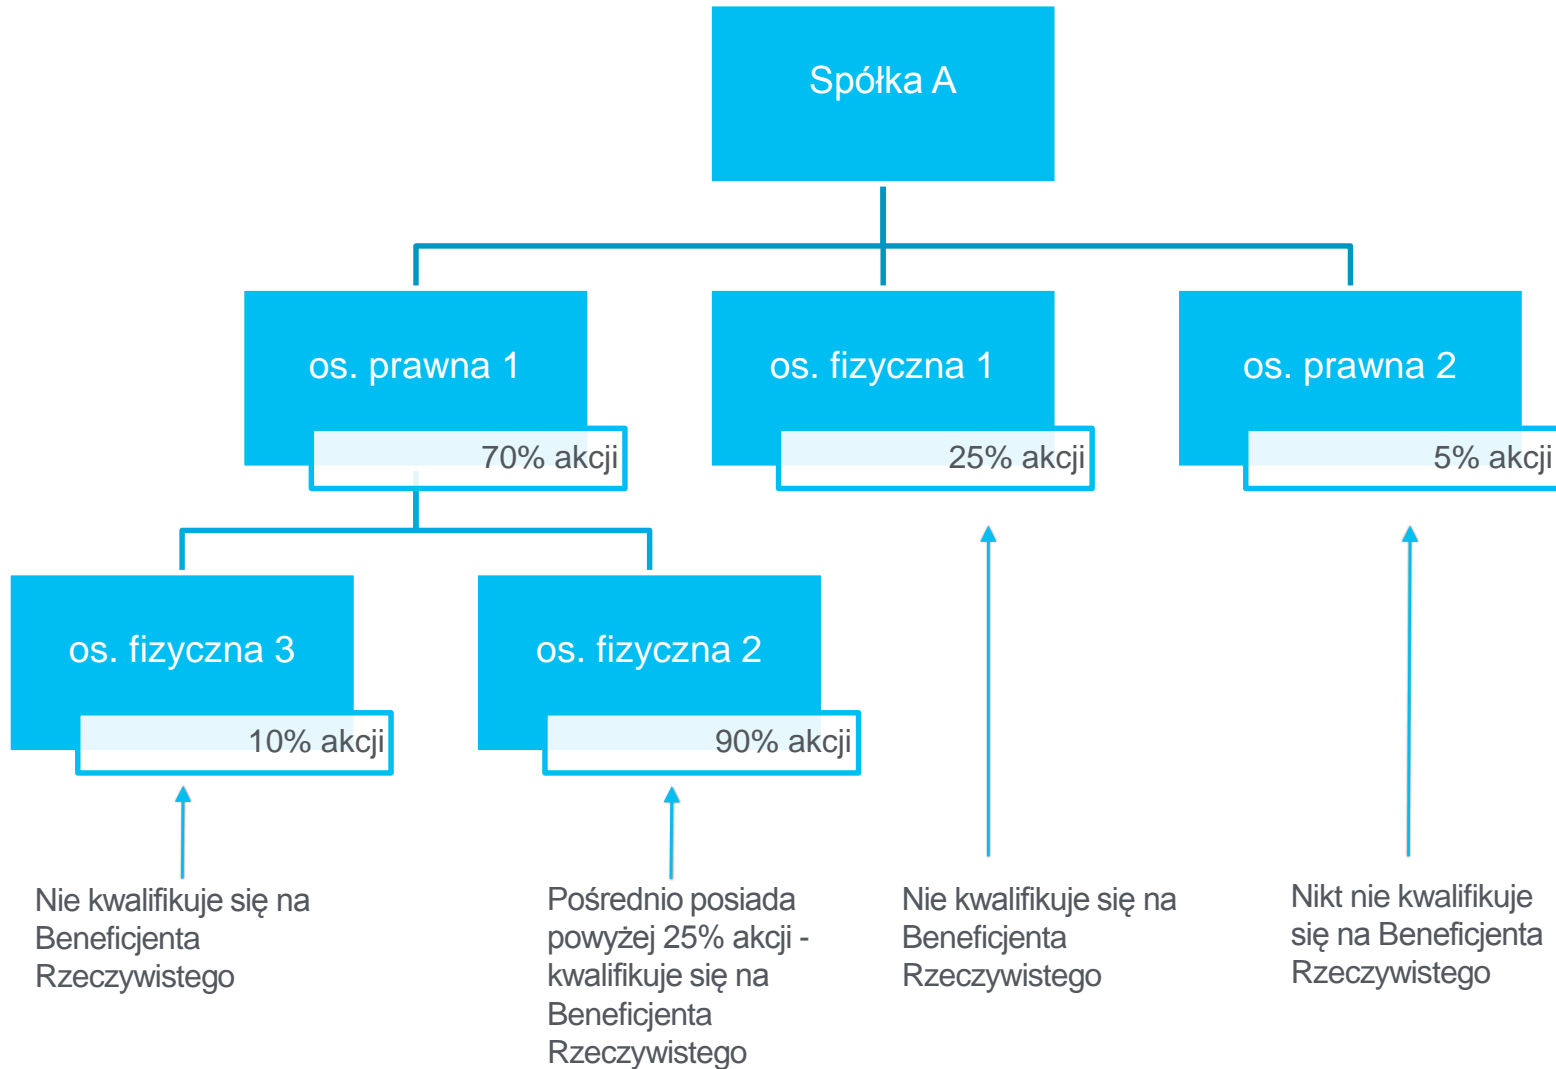 Spółka A
os. prawna 1
70% akcji
os. fizyczna 1
25% akcji
os. prawna 2
5% akcji
os. fizyczna 3
10% akcji
os. fizyczna 2
90% akcji
Nie kwalifikuje się na
Beneficjenta
Rzeczywistego
Pośrednio posiada
powyżej 25% akcji -
kwalifikuje się na
Beneficjenta
Rzeczywistego
Nie kwalifikuje się na
Beneficjenta
Rzeczywistego
Nikt nie kwalifikuje
się na Beneficjenta
Rzeczywistego